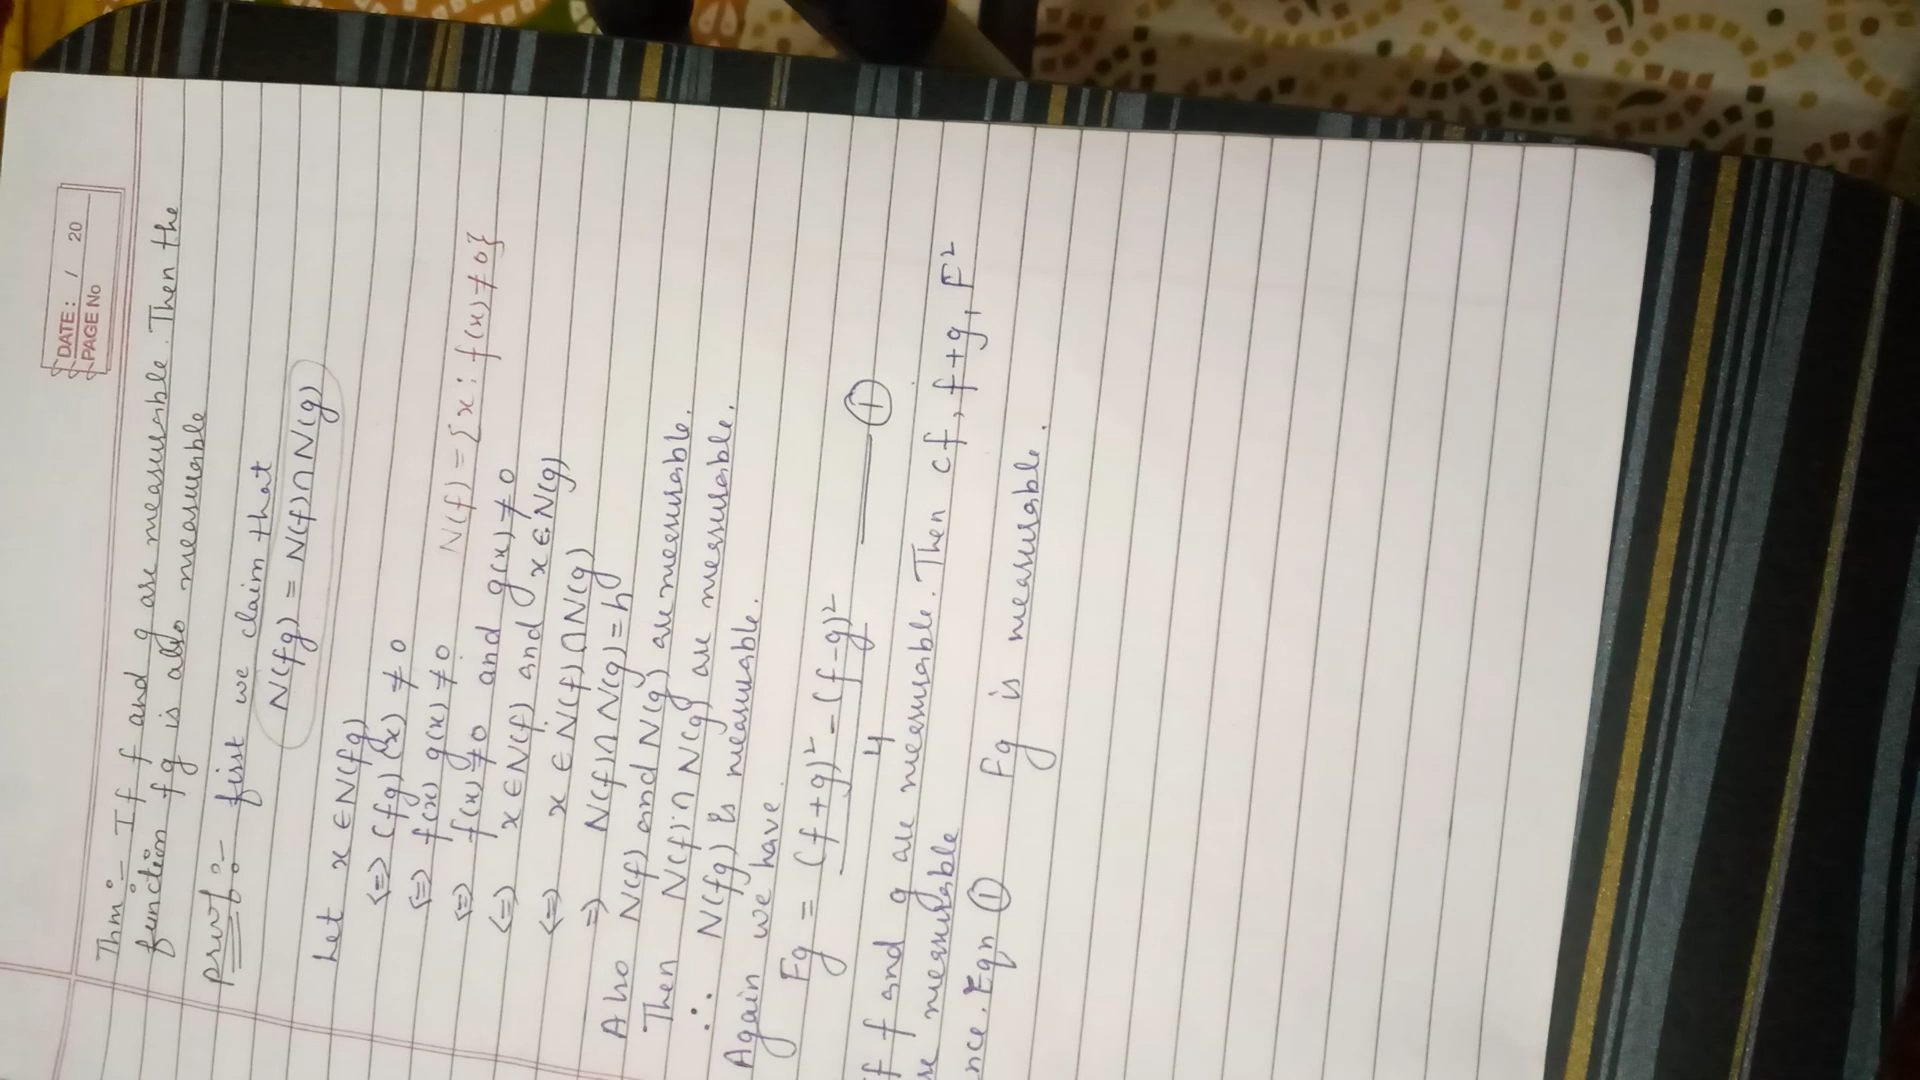 DATE: / 20
PAGE No
Thm:- If f and g are measurable. Then the
function fg is also measurable
proof:- first we claim that
N(fg) = N(f)∩N(g)
Let x ∈ N(fg)
<=> (fg)(x) ≠ 0
<=> f(x) g(x) ≠ 0
N(f) = {x : f(x) ≠ 0}
<=> f(x) ≠ 0 and g(x) ≠ 0
<=> x ∈ N(f) and x ∈ N(g)
<=> x ∈ N(f) ∩ N(g)
=> N(f) ∩ N(g) = h
Also N(f) and N(g) are measurable.
Then N(f) ∩ N(g) are measurable.
∴ N(fg) is measurable.
Again we have.
Fg = (f+g)² - (f-g)² / 4 ——— ①
If f and g are measurable. Then cf, f+g, F²
are measurable
nce. Eqn ① Fg is measurable.